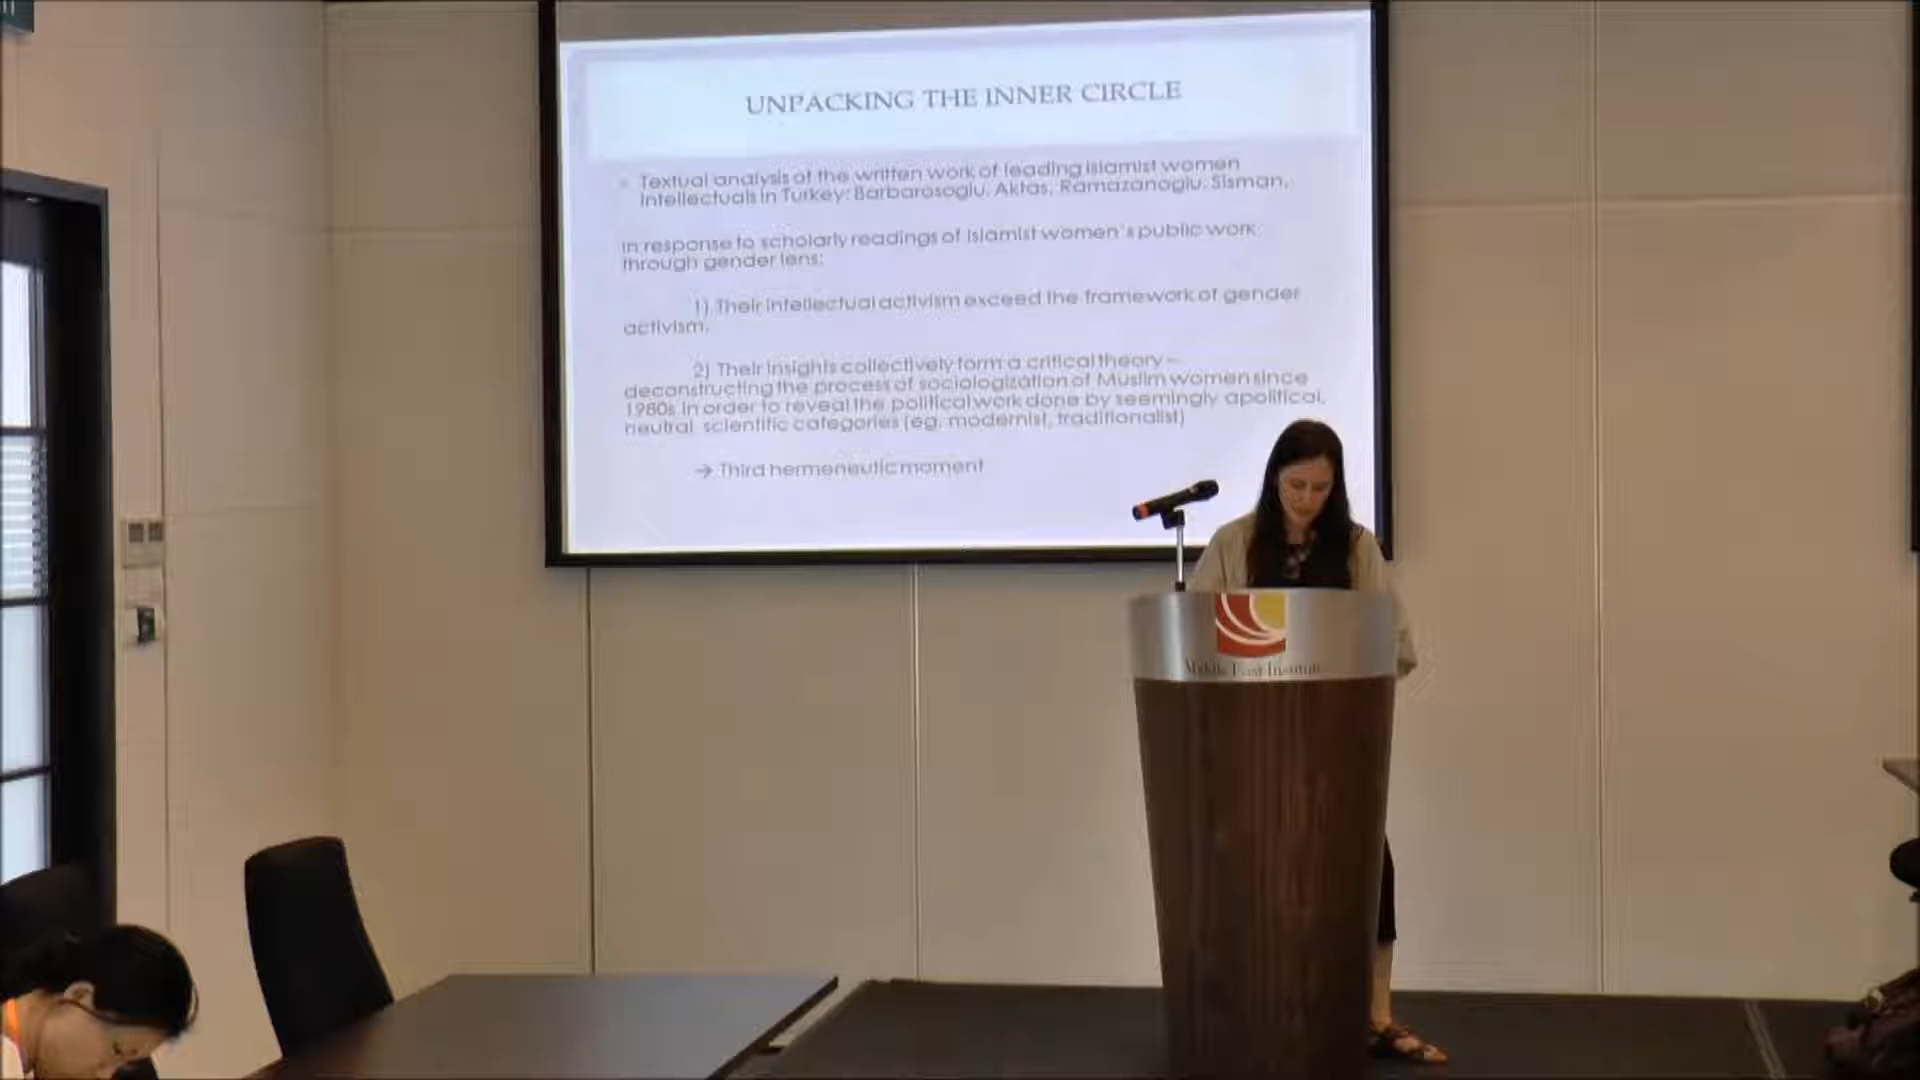 UNPACKING THE INNER CIRCLE
Textual analysis of the written work of leading Islamist women
intellectuals in Turkey: Barbarosoglu, Aktas, Ramazanoglu, Sisman.
In response to scholarly readings of Islamist women's public work
through gender lens:
1) Their intellectual activism exceed the framework of gender
activism.
2) Their insights collectively form a critical theory –
deconstructing the process of sociologization of Muslim women since
1980s in order to reveal the political work done by seemingly apolitical,
neutral, scientific categories (eg. modernist, traditionalist)
→ Third hermeneutic moment
Middle East Institute